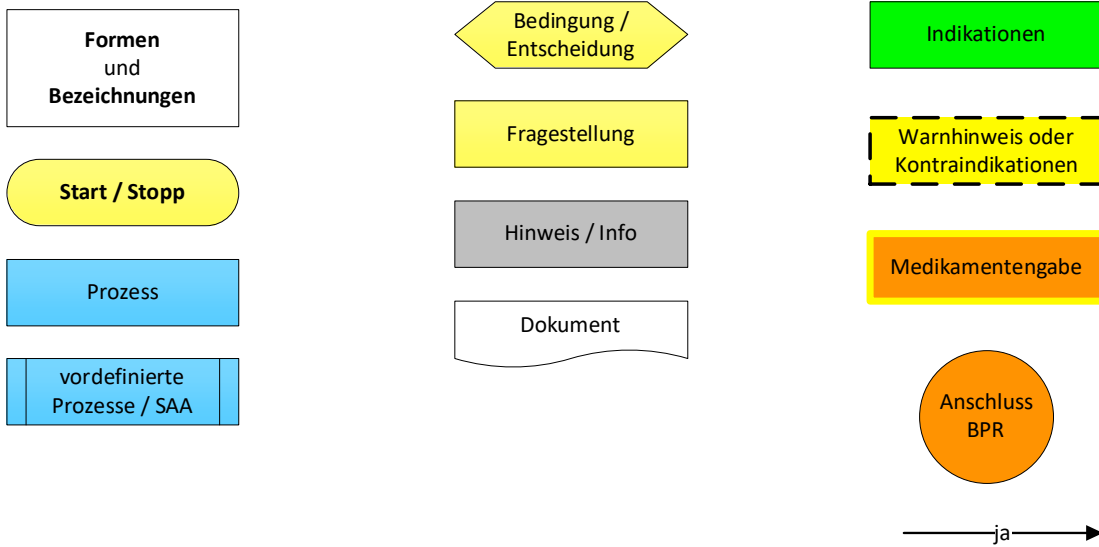 Formen
und
Bezeichnungen
Start / Stopp
Prozess
vordefinierte
Prozesse / SAA
Bedingung /
Entscheidung
Fragestellung
Hinweis / Info
Dokument
Indikationen
Warnhinweis oder
Kontraindikationen
Medikamentengabe
Anschluss
BPR
ja